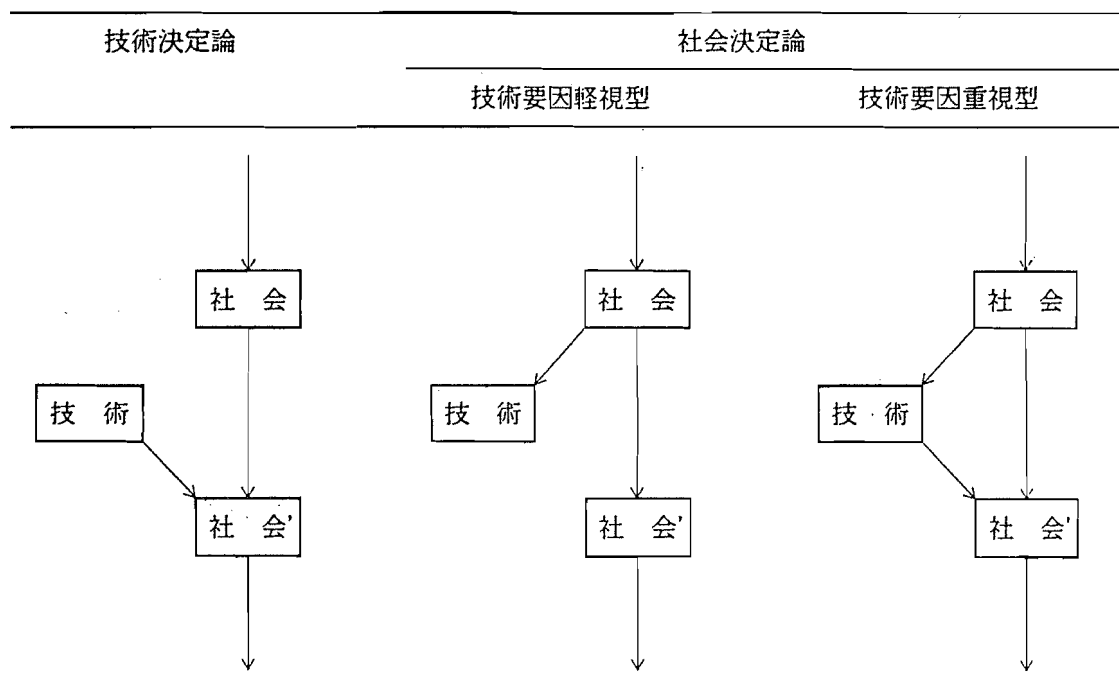 技術決定論 社会決定論
技術要因軽視型 技術要因重視型
社 会 社 会 社 会
技 術 技 術 技 術
社 会' 社 会' 社 会'